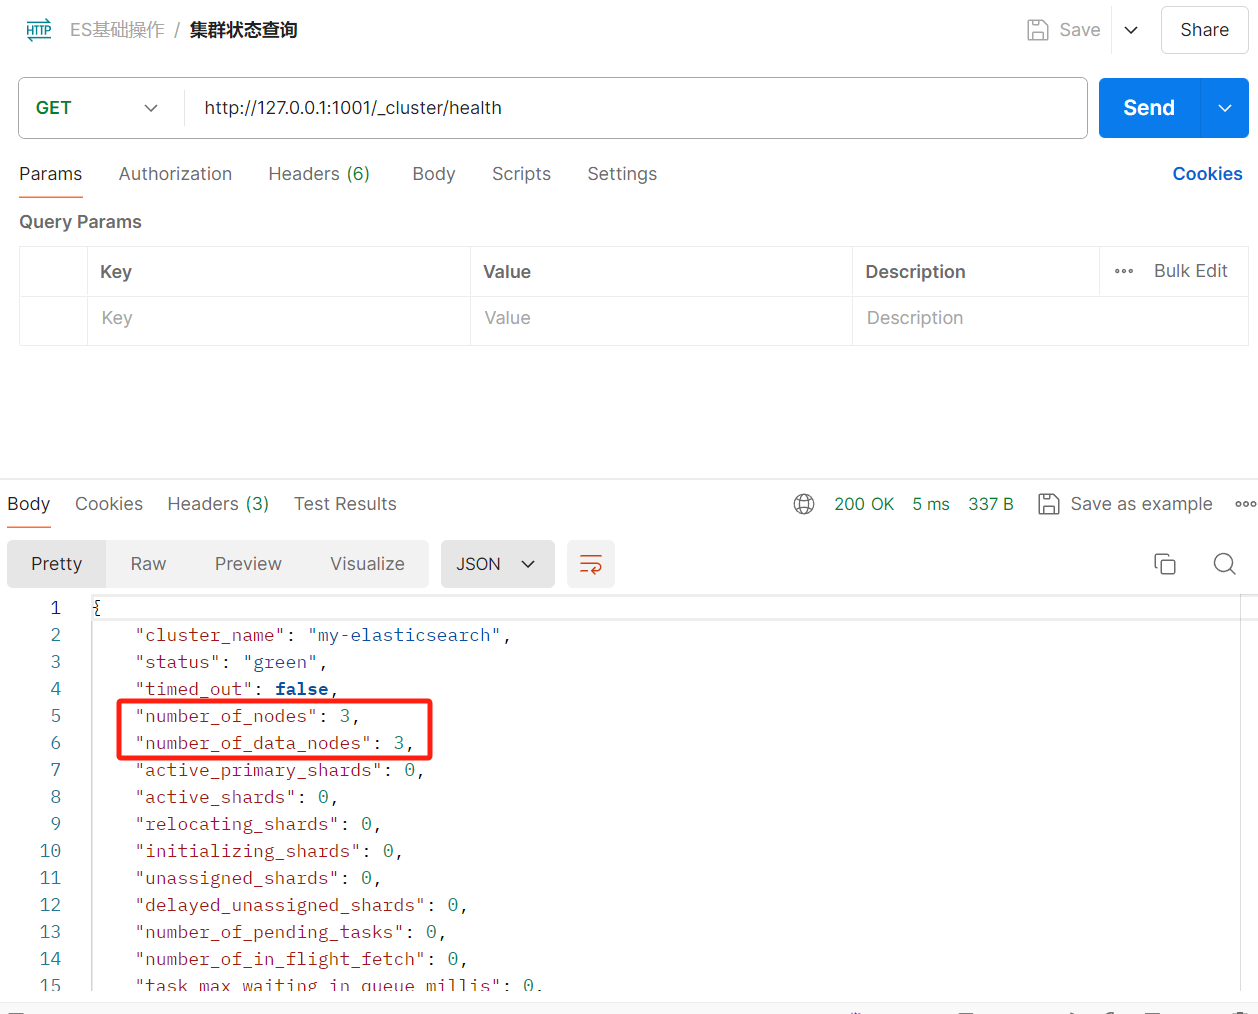 HTTP ES基础操作 / 集群状态查询 Save Share
GET http://127.0.0.1:1001/_cluster/health Send
Params Authorization Headers (6) Body Scripts Settings Cookies
Query Params
Key Value Description Bulk Edit
Key Value Description
Body Cookies Headers (3) Test Results 200 OK 5 ms 337 B Save as example
Pretty Raw Preview Visualize JSON
1 {
2 "cluster_name": "my-elasticsearch",
3 "status": "green",
4 "timed_out": false,
5 "number_of_nodes": 3,
6 "number_of_data_nodes": 3,
7 "active_primary_shards": 0,
8 "active_shards": 0,
9 "relocating_shards": 0,
10 "initializing_shards": 0,
11 "unassigned_shards": 0,
12 "delayed_unassigned_shards": 0,
13 "number_of_pending_tasks": 0,
14 "number_of_in_flight_fetch": 0,
15 "task_max_waiting_in_queue_millis": 0,